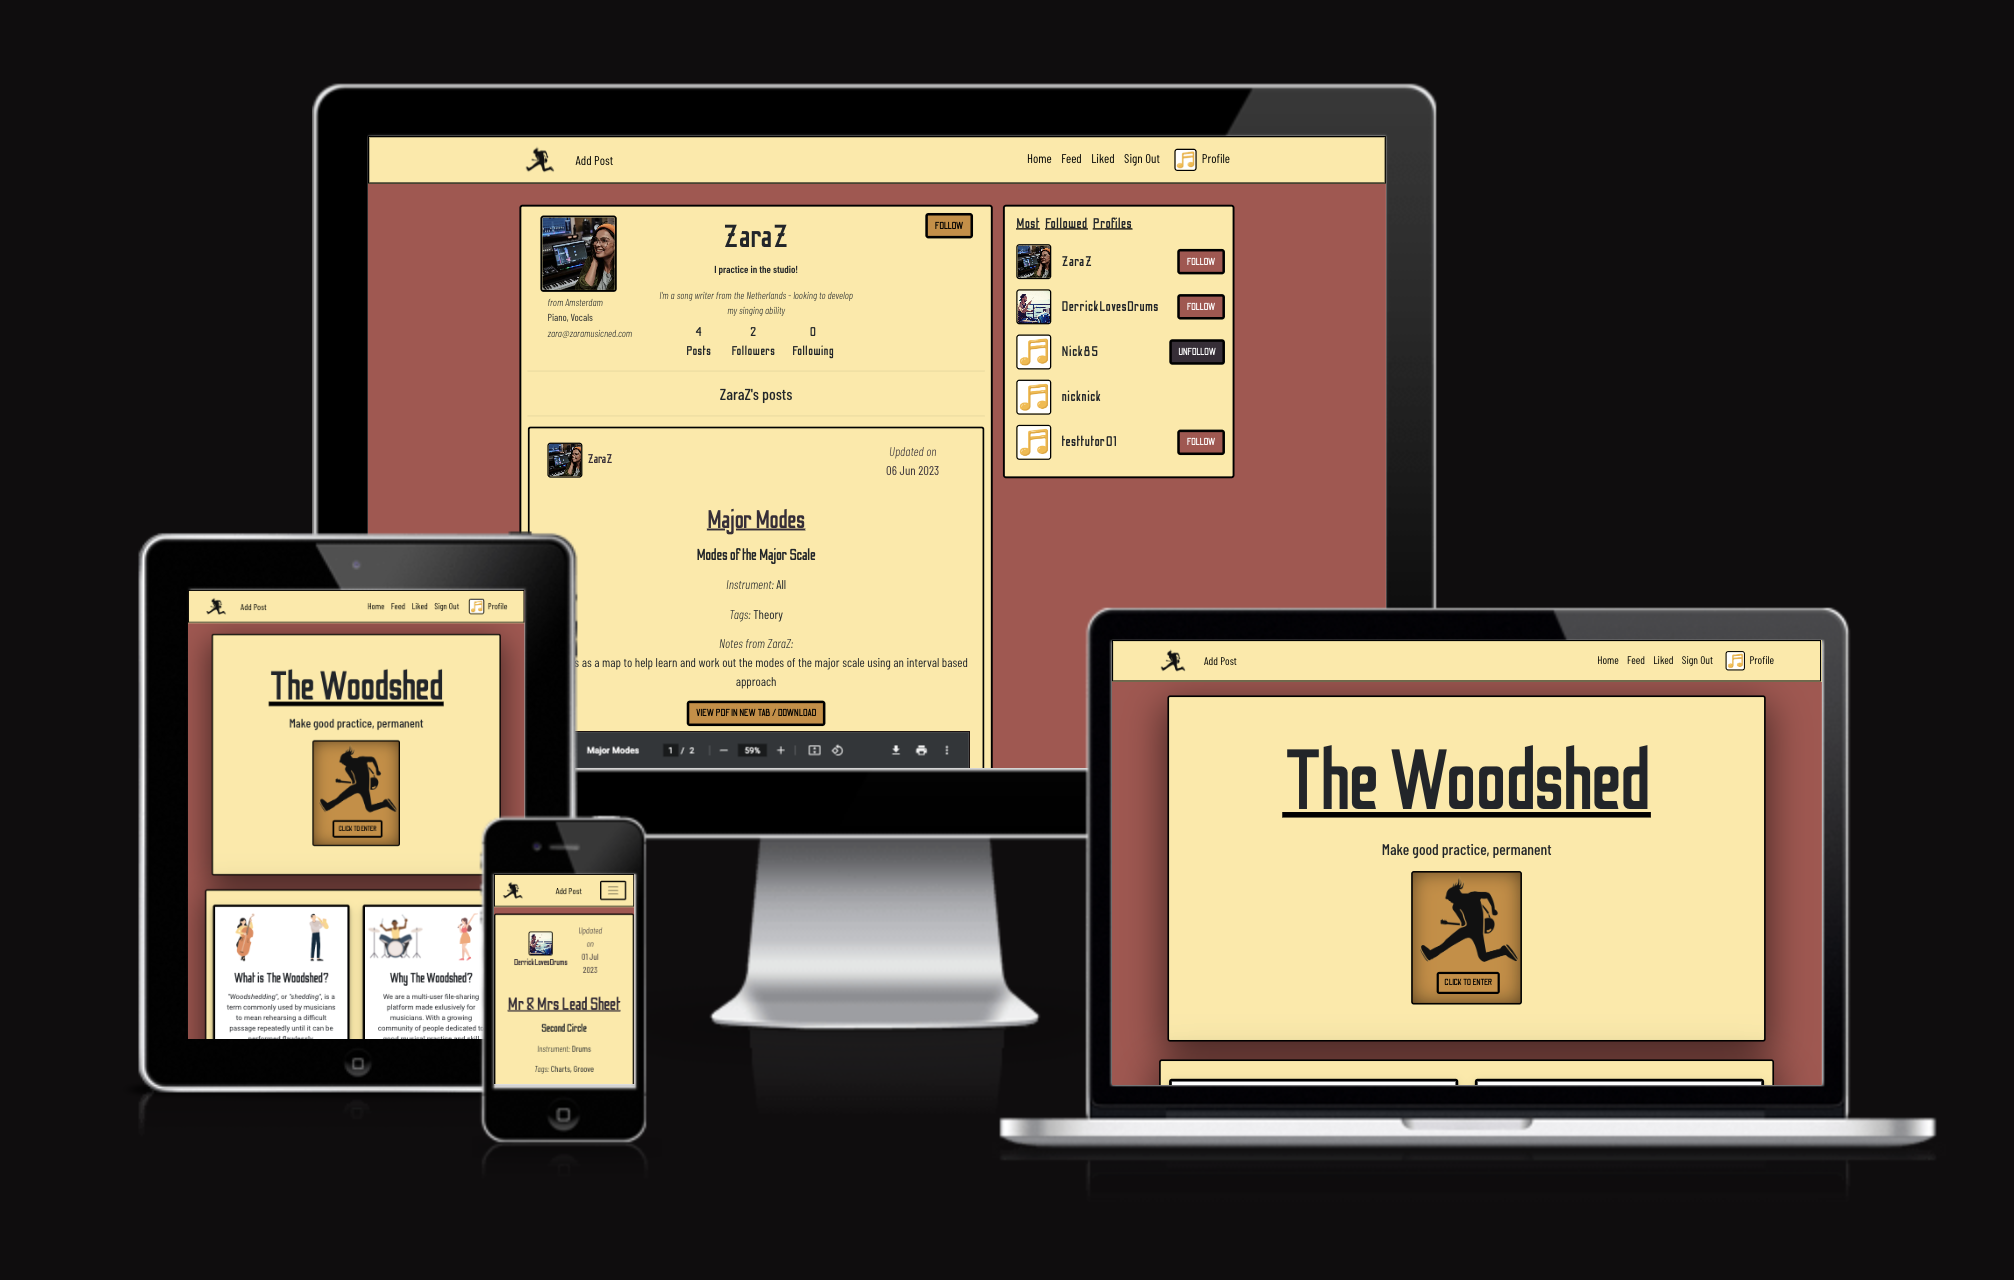 Add Post
Home Feed Liked Sign Out Profile
ZaraZ
FOLLOW
I practice in the studio!
from Amsterdam
Piano, Vocals
zara@zaramusicned.com
I'm a song writer from the Netherlands - looking to develop
my singing ability
4 2 0
Posts Followers Following
ZaraZ's posts
ZaraZ
Updated on
06 Jun 2023
Major Modes
Modes of the Major Scale
Instrument: All
Tags: Theory
Notes from ZaraZ:
as a map to help learn and work out the modes of the major scale using an interval based
approach
VIEW PDF IN NEW TAB / DOWNLOAD
Major Modes 1 / 2 59%
Most Followed Profiles
ZaraZ FOLLOW
DerrickLovesDrums FOLLOW
Nick85 UNFOLLOW
nicknick
testtutor01 FOLLOW
Add Post
Home Feed Liked Sign Out Profile
The Woodshed
Make good practice, permanent
CLICK TO ENTER
What is The Woodshed?
"Woodshedding", or "shedding", is a
term commonly used by musicians
to mean rehearsing a difficult
passage repeatedly until it can be
performed flawlessly
Why The Woodshed?
We are a multi-user file-sharing
platform made exlusively for
musicians. With a growing
community of people dedicated to
good musical practice and skill
Add Post
DerrickLovesDrums
Updated
on
01 Jul
2023
Mr & Mrs Lead Sheet
Second Circle
Instrument: Drums
Tags: Charts, Groove
Add Post
Home Feed Liked Sign Out Profile
The Woodshed
Make good practice, permanent
CLICK TO ENTER